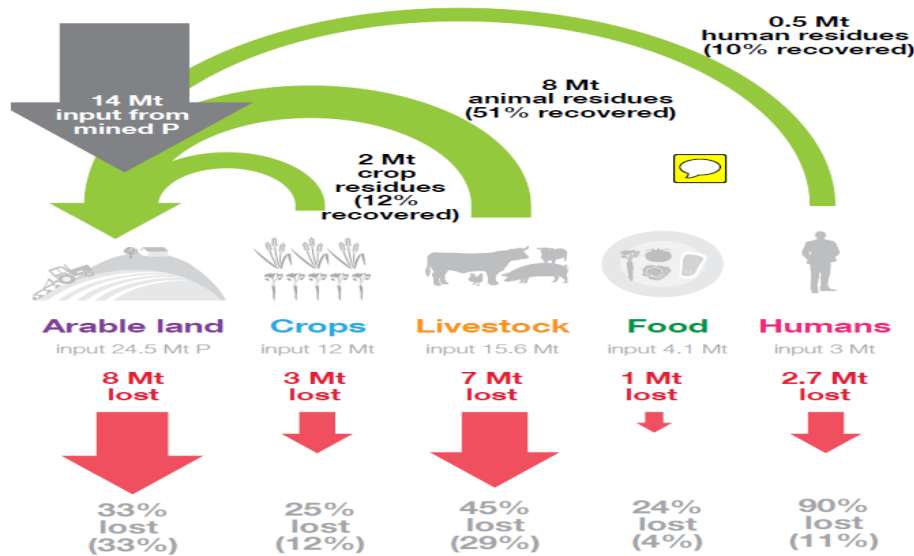 0.5 Mt
human residues
(10% recovered)
14 Mt
input from
mined P
8 Mt
animal residues
(51% recovered)
2 Mt
crop
residues
(12%
recovered)
Arable land
input 24.5 Mt P
8 Mt
lost
33%
lost
(33%)
Crops
input 12 Mt
3 Mt
lost
25%
lost
(12%)
Livestock
input 15.6 Mt
7 Mt
lost
45%
lost
(29%)
Food
input 4.1 Mt
1 Mt
lost
24%
lost
(4%)
Humans
input 3 Mt
2.7 Mt
lost
90%
lost
(11%)